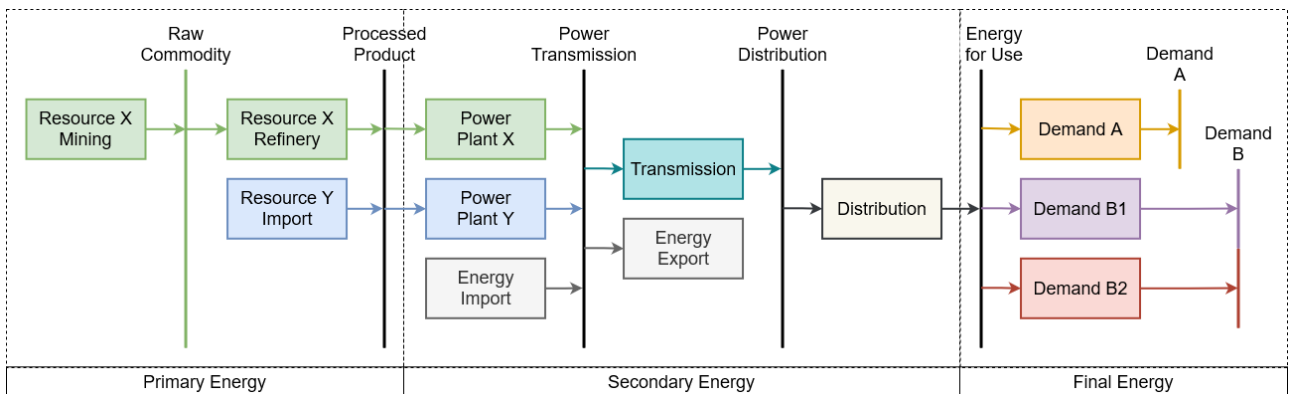 Raw
Commodity
Processed
Product
Power
Transmission
Power
Distribution
Energy
for Use
Demand
A
Demand
B
Resource X
Mining
Resource X
Refinery
Power
Plant X
Transmission
Demand A
Resource Y
Import
Power
Plant Y
Distribution
Demand B1
Energy
Export
Energy
Import
Demand B2
Primary Energy
Secondary Energy
Final Energy